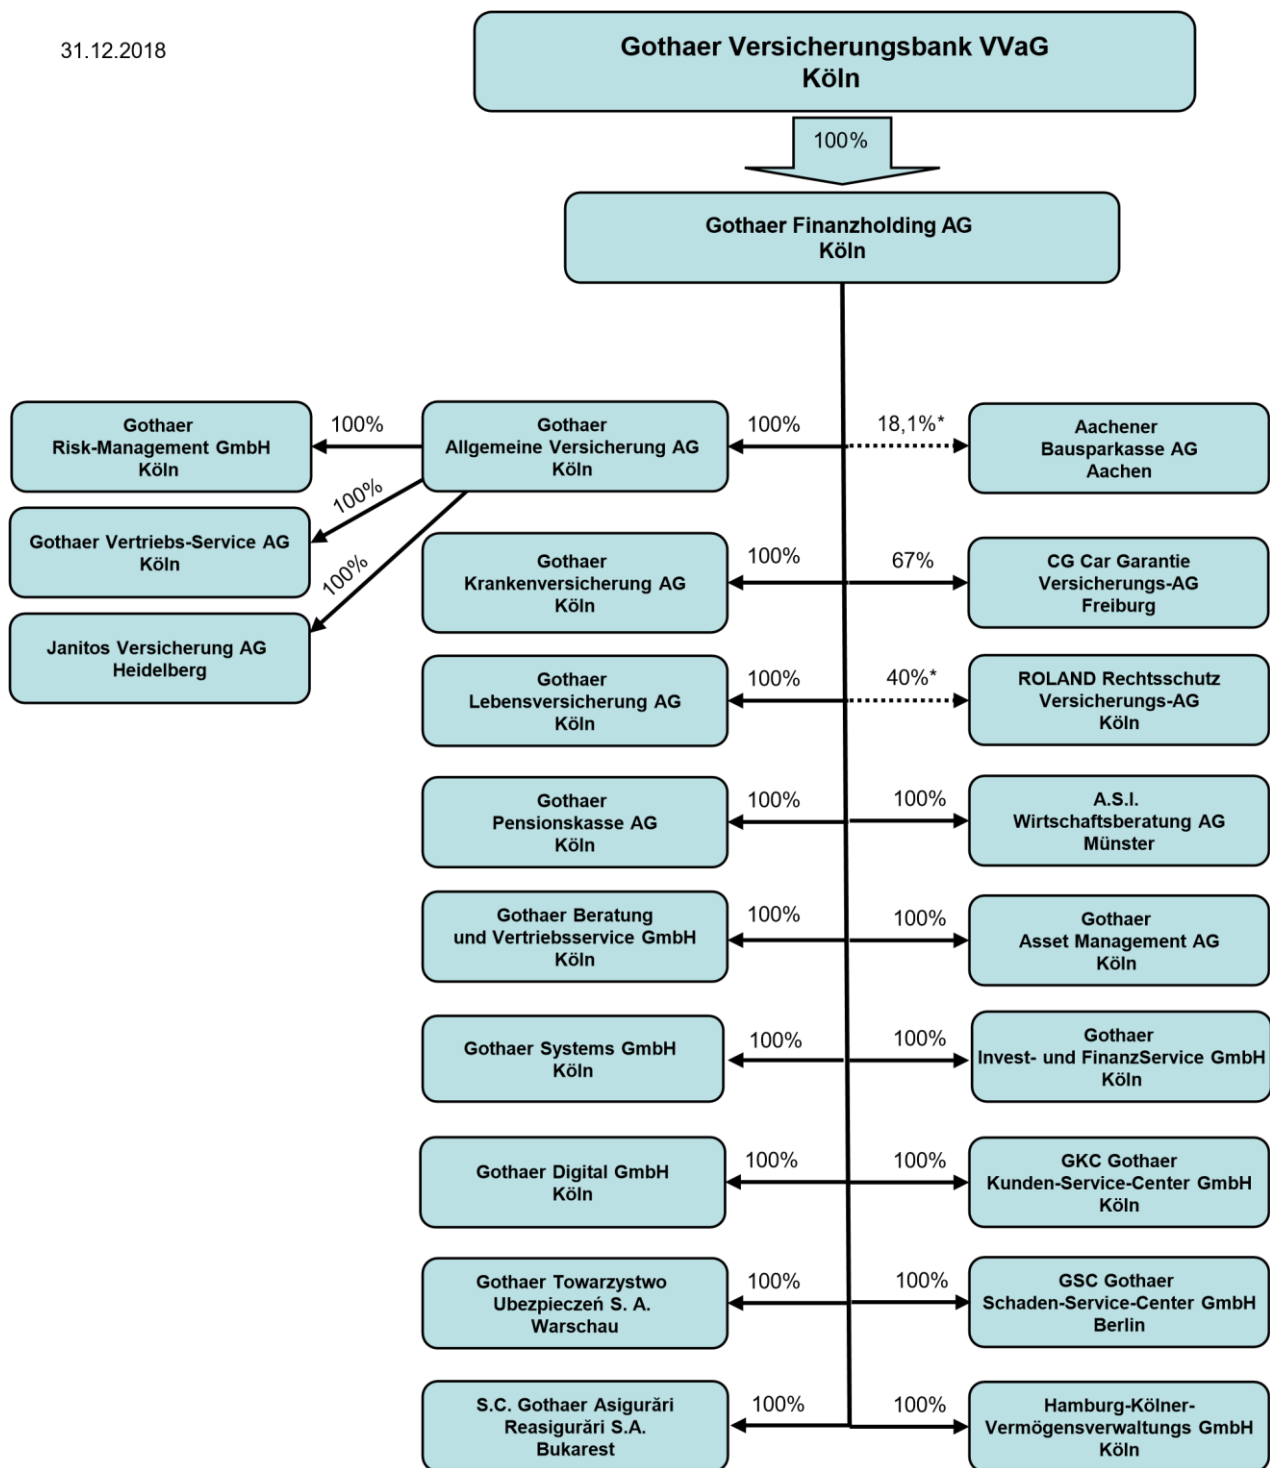 31.12.2018
Gothaer Versicherungsbank VVaG
Köln
100%
Gothaer Finanzholding AG
Köln
Gothaer
Risk-Management GmbH
Köln
100%
Gothaer
Allgemeine Versicherung AG
Köln
100%
18,1%*
Aachener
Bausparkasse AG
Aachen
100%
Gothaer Vertriebs-Service AG
Köln
100%
Janitos Versicherung AG
Heidelberg
Gothaer
Krankenversicherung AG
Köln
100%
67%
CG Car Garantie
Versicherungs-AG
Freiburg
Gothaer
Lebensversicherung AG
Köln
100%
40%*
ROLAND Rechtsschutz
Versicherungs-AG
Köln
Gothaer
Pensionskasse AG
Köln
100%
100%
A.S.I.
Wirtschaftsberatung AG
Münster
Gothaer Beratung
und Vertriebsservice GmbH
Köln
100%
100%
Gothaer
Asset Management AG
Köln
Gothaer Systems GmbH
Köln
100%
100%
Gothaer
Invest- und FinanzService GmbH
Köln
Gothaer Digital GmbH
Köln
100%
100%
GKC Gothaer
Kunden-Service-Center GmbH
Köln
Gothaer Towarzystwo
Ubezpieczeń S. A.
Warschau
100%
100%
GSC Gothaer
Schaden-Service-Center GmbH
Berlin
S.C. Gothaer Asigurări
Reasigurări S.A.
Bukarest
100%
100%
Hamburg-Kölner-
Vermögensverwaltungs GmbH
Köln